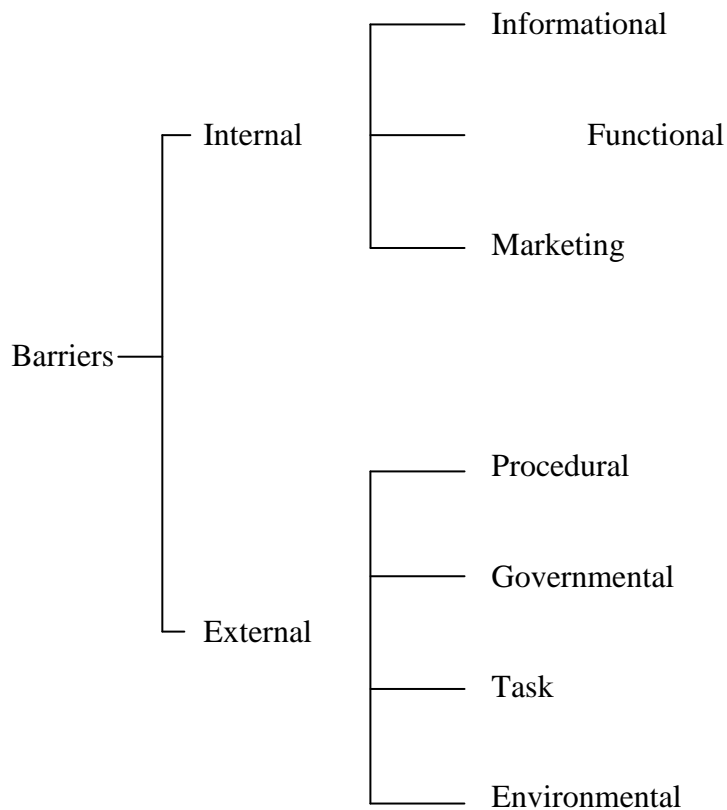 Informational
Internal
Functional
Marketing
Barriers
Procedural
Governmental
External
Task
Environmental